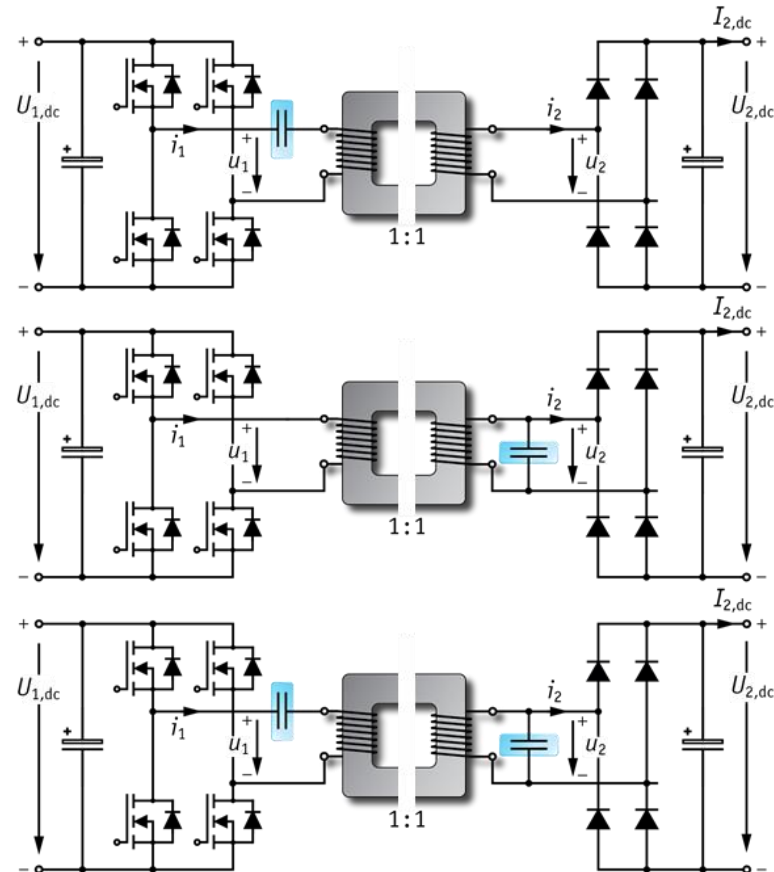 I2,dc
+ +
U1,dc + i1 + u1 − i2 + u2 − + U2,dc
1:1
− −
I2,dc
+ +
U1,dc + i1 + u1 − i2 + u2 − + U2,dc
1:1
− −
I2,dc
+ +
U1,dc + i1 + u1 − i2 + u2 − + U2,dc
1:1
− −